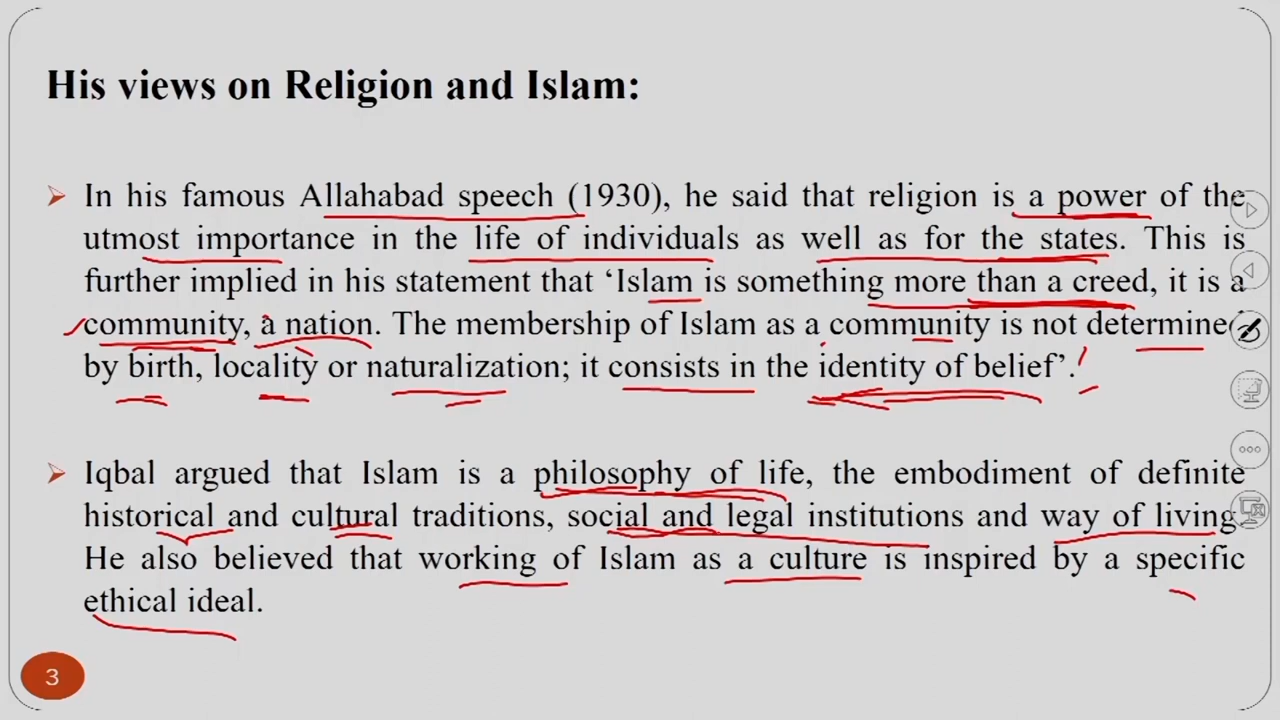 His views on Religion and Islam:
In his famous Allahabad speech (1930), he said that religion is a power of the
utmost importance in the life of individuals as well as for the states. This is
further implied in his statement that ‘Islam is something more than a creed, it is a
community, a nation. The membership of Islam as a community is not determined
by birth, locality or naturalization; it consists in the identity of belief’.
Iqbal argued that Islam is a philosophy of life, the embodiment of definite
historical and cultural traditions, social and legal institutions and way of living.
He also believed that working of Islam as a culture is inspired by a specific
ethical ideal.
3